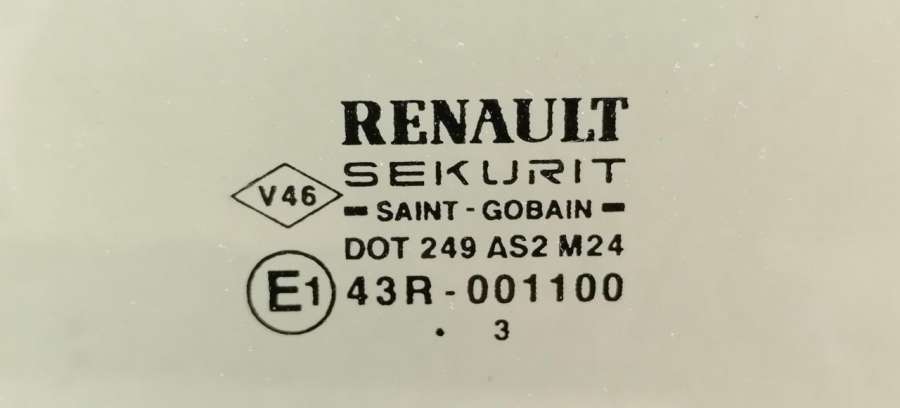 RENAULT
SEKURIT
V46
SAINT-GOBAIN
DOT 249 AS2 M24
E1 43R-001100
. 3